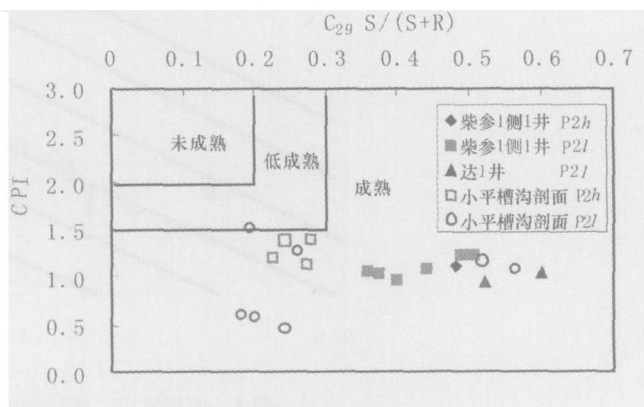 C₂₉ S/(S+R)
0 0.1 0.2 0.3 0.4 0.5 0.6 0.7
CPI
3.0
2.5
2.0
1.5
1.0
0.5
0.0
未成熟
低成熟
成熟
柴参1侧1井 P2h
柴参1侧1井 P2l
达1井 P2l
小平槽沟剖面 P2h
小平槽沟剖面 P2l